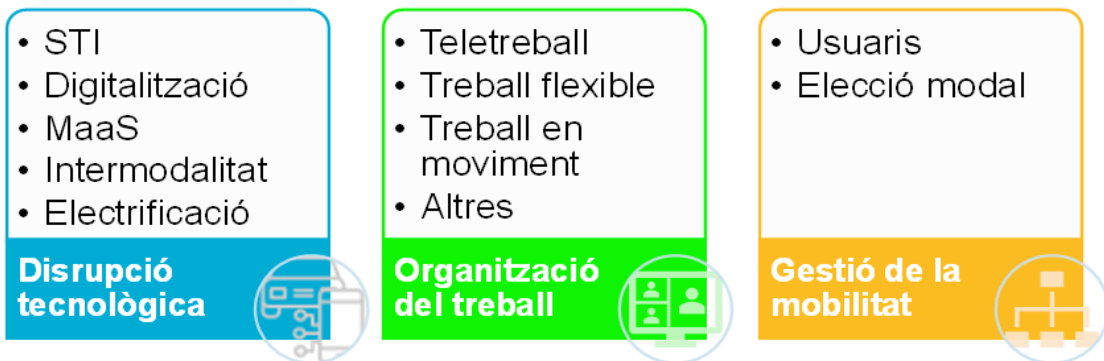 • STI
• Digitalització
• MaaS
• Intermodalitat
• Electrificació
Disrupció
tecnològica
• Teletreball
• Treball flexible
• Treball en
moviment
• Altres
Organització
del treball
• Usuaris
• Elecció modal
Gestió de la
mobilitat